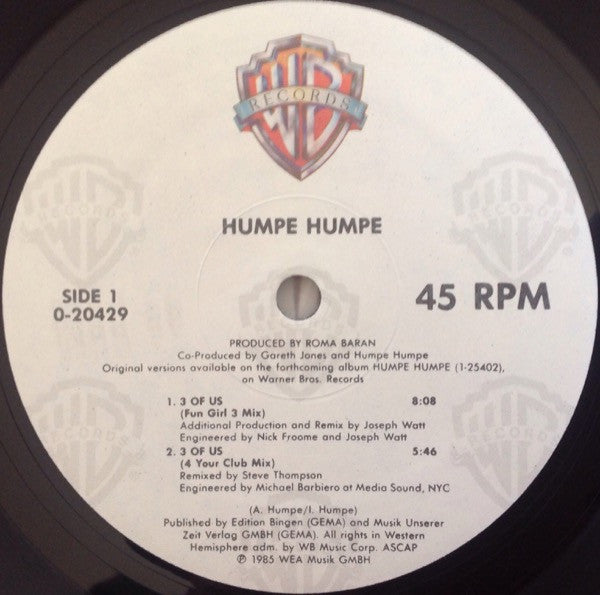 WB
RECORDS
RECORDS
RECORDS
HUMPE HUMPE
SIDE 1
0-20429
45 RPM
PRODUCED BY ROMA BARAN
Co-Produced by Gareth Jones and Humpe Humpe
Original versions available on the forthcoming album HUMPE HUMPE (1-25402),
on Warner Bros. Records
1. 3 OF US 8:08
(Fun Girl 3 Mix)
Additional Production and Remix by Joseph Watt
Engineered by Nick Froome and Joseph Watt
2. 3 OF US 5:46
(4 Your Club Mix)
Remixed by Steve Thompson
Engineered by Michael Barbiero at Media Sound, NYC
(A. Humpe/I. Humpe)
Published by Edition Bingen (GEMA) and Musik Unserer
Zeit Verlag GMBH (GEMA). All rights in Western
Hemisphere adm. by WB Music Corp. ASCAP
℗ 1985 WEA Musik GMBH